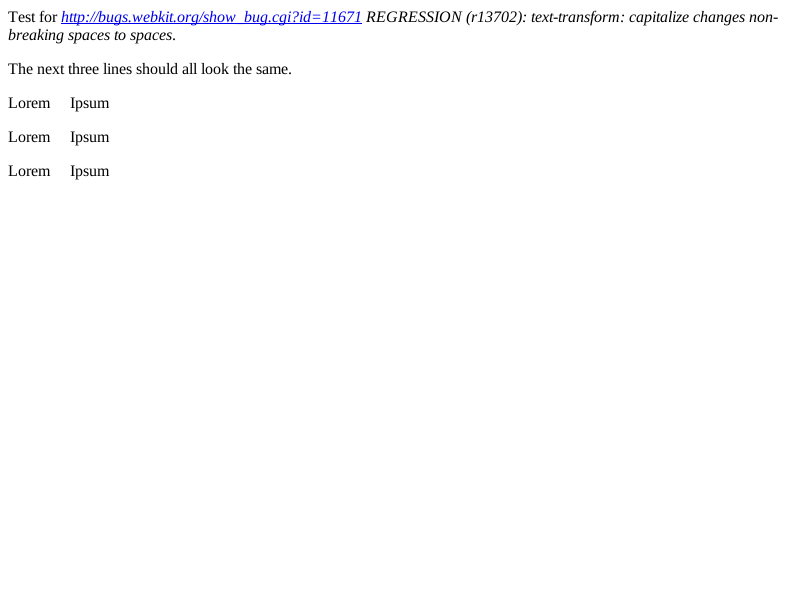 Test for http://bugs.webkit.org/show_bug.cgi?id=11671 REGRESSION (r13702): text-transform: capitalize changes non-
breaking spaces to spaces.
The next three lines should all look the same.
Lorem     Ipsum
Lorem     Ipsum
Lorem     Ipsum